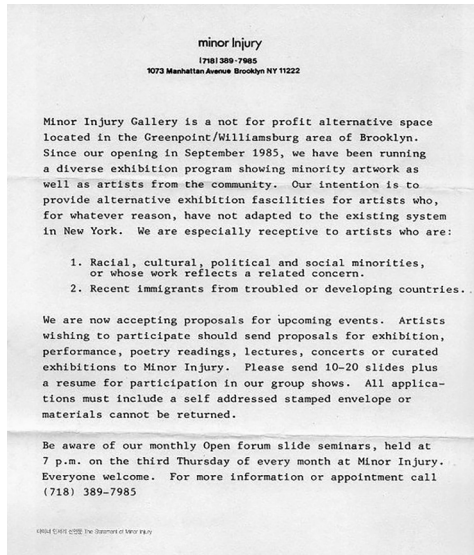 minor Injury
(718) 389-7985
1073 Manhattan Avenue Brooklyn NY 11222
Minor Injury Gallery is a not for profit alternative space
located in the Greenpoint/Williamsburg area of Brooklyn.
Since our opening in September 1985, we have been running
a diverse exhibition program showing minority artwork as
well as artists from the community. Our intention is to
provide alternative exhibition fascilities for artists who,
for whatever reason, have not adapted to the existing system
in New York. We are especially receptive to artists who are:
1. Racial, cultural, political and social minorities,
or whose work reflects a related concern.
2. Recent immigrants from troubled or developing countries.
We are now accepting proposals for upcoming events. Artists
wishing to participate should send proposals for exhibition,
performance, poetry readings, lectures, concerts or curated
exhibitions to Minor Injury. Please send 10-20 slides plus
a resume for participation in our group shows. All applica-
tions must include a self addressed stamped envelope or
materials cannot be returned.
Be aware of our monthly Open forum slide seminars, held at
7 p.m. on the third Thursday of every month at Minor Injury.
Everyone welcome. For more information or appointment call
(718) 389-7985
The Statement of Minor Injury